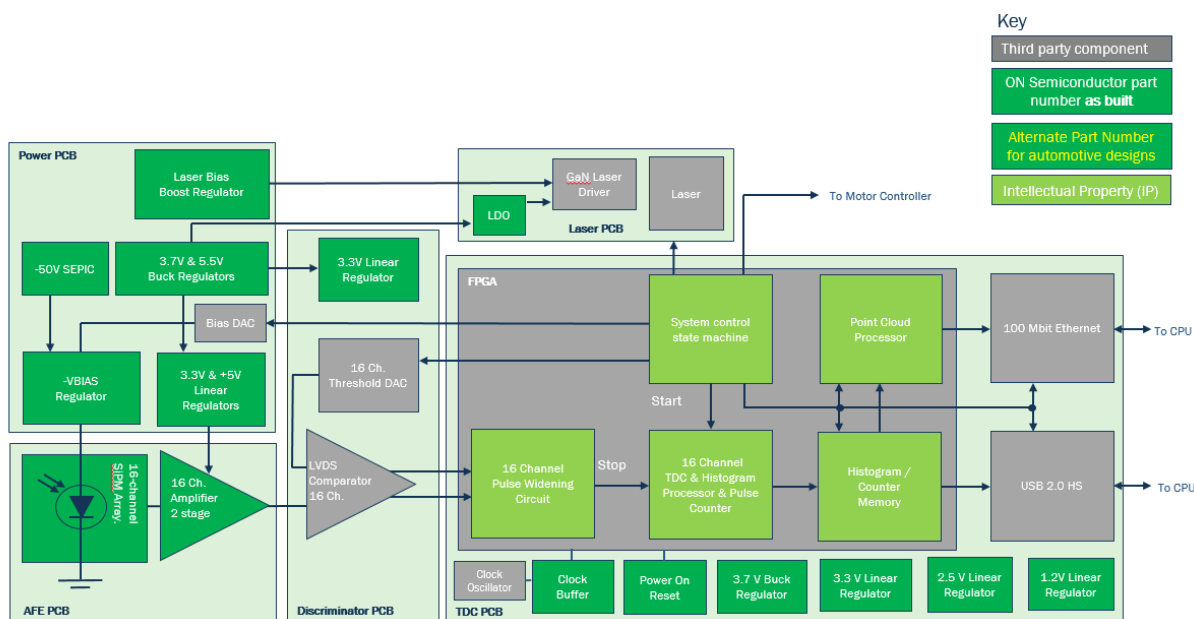 Key
Third party component
ON Semiconductor part
number as built
Alternate Part Number
for automotive designs
Intellectual Property (IP)
Power PCB
Laser Bias
Boost Regulator
-50V SEPIC
3.7V & 5.5V
Buck Regulators
Bias DAC
-VBIAS
Regulator
3.3V & +5V
Linear
Regulators
GaN Laser
Driver
Laser
LDO
Laser PCB
To Motor Controller
3.3V Linear
Regulator
16 Ch.
Threshold DAC
LVDS
Comparator
16 Ch.
Discriminator PCB
16-channel
SiPM Array.
16 Ch.
Amplifier
2 stage
AFE PCB
FPGA
System control
state machine
Point Cloud
Processor
100 Mbit Ethernet
To CPU
Start
16 Channel
Pulse Widening
Circuit
Stop
16 Channel
TDC & Histogram
Processor & Pulse
Counter
Histogram /
Counter
Memory
USB 2.0 HS
To CPU
Clock
Oscillator
Clock
Buffer
Power On
Reset
3.7 V Buck
Regulator
3.3 V Linear
Regulator
2.5 V Linear
Regulator
1.2V Linear
Regulator
TDC PCB